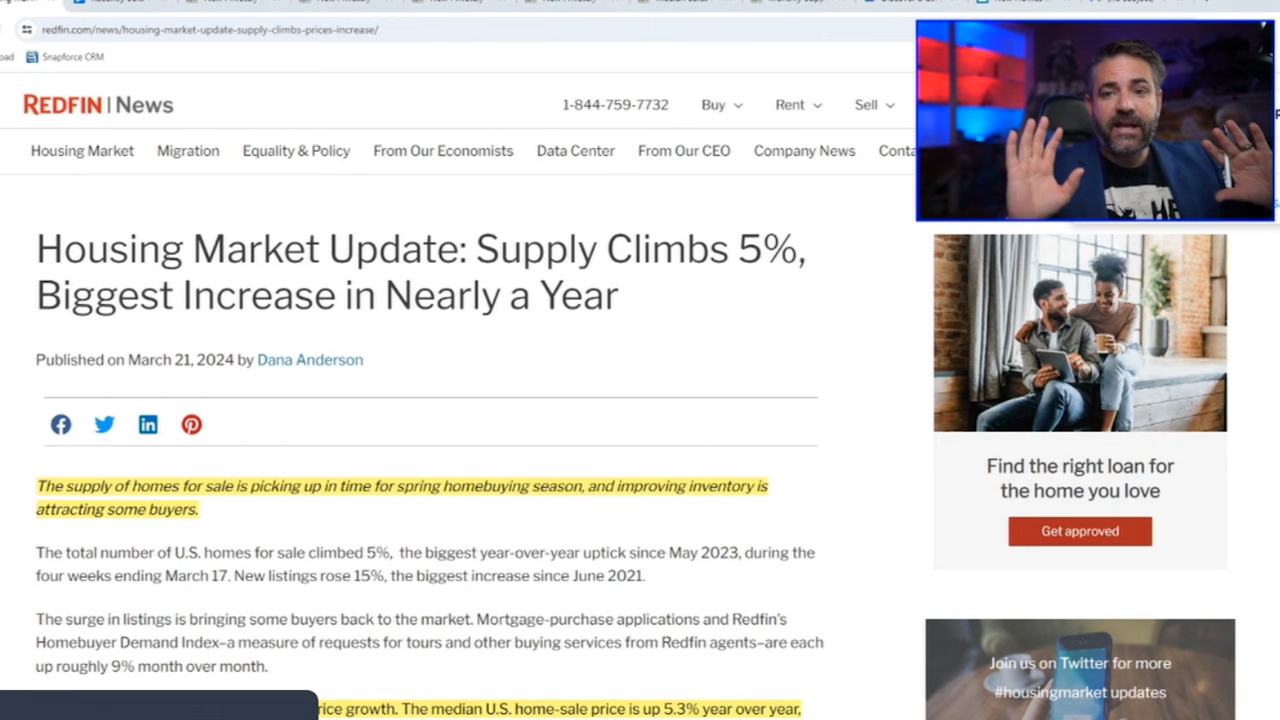 redfin.com/news/housing-market-update-supply-climbs-prices-increase/
Snapforce CRM
REDFIN | News
1-844-759-7732 Buy Rent Sell
Housing Market Migration Equality & Policy From Our Economists Data Center From Our CEO Company News Conta
Housing Market Update: Supply Climbs 5%,
Biggest Increase in Nearly a Year
Published on March 21, 2024 by Dana Anderson
The supply of homes for sale is picking up in time for spring homebuying season, and improving inventory is
attracting some buyers.
The total number of U.S. homes for sale climbed 5%, the biggest year-over-year uptick since May 2023, during the
four weeks ending March 17. New listings rose 15%, the biggest increase since June 2021.
The surge in listings is bringing some buyers back to the market. Mortgage-purchase applications and Redfin's
Homebuyer Demand Index–a measure of requests for tours and other buying services from Redfin agents–are each
up roughly 9% month over month.
rice growth. The median U.S. home-sale price is up 5.3% year over year,
Find the right loan for
the home you love
Get approved
Join us on Twitter for more
#housingmarket updates